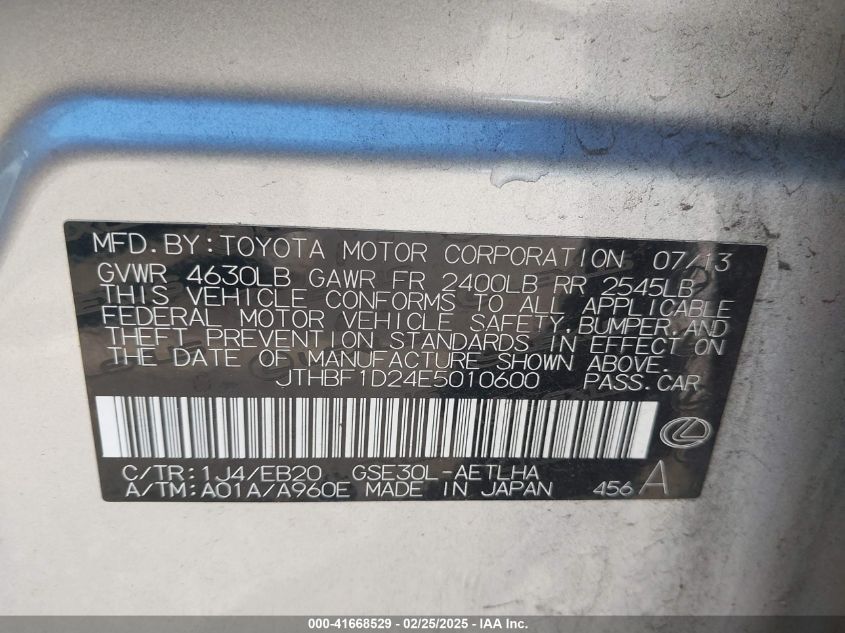 MFD.BY:TOYOTA MOTOR CORPORATION 07/13
GVWR 4630LB GAWR FR 2400LB RR 2545LB
THIS VEHICLE CONFORMS TO ALL APPLICABLE
FEDERAL MOTOR VEHICLE SAFETY,BUMPER,AND
THEFT PREVENTION STANDARDS IN EFFECT ON
THE DATE OF MANUFACTURE SHOWN ABOVE.
JTHBF1D24E5010600 PASS.CAR
C/TR:1J4/EB20 GSE30L-AETLHA
A/TM:A01A/A960E MADE IN JAPAN 456 A
000-41668529 - 02/25/2025 - IAA Inc.